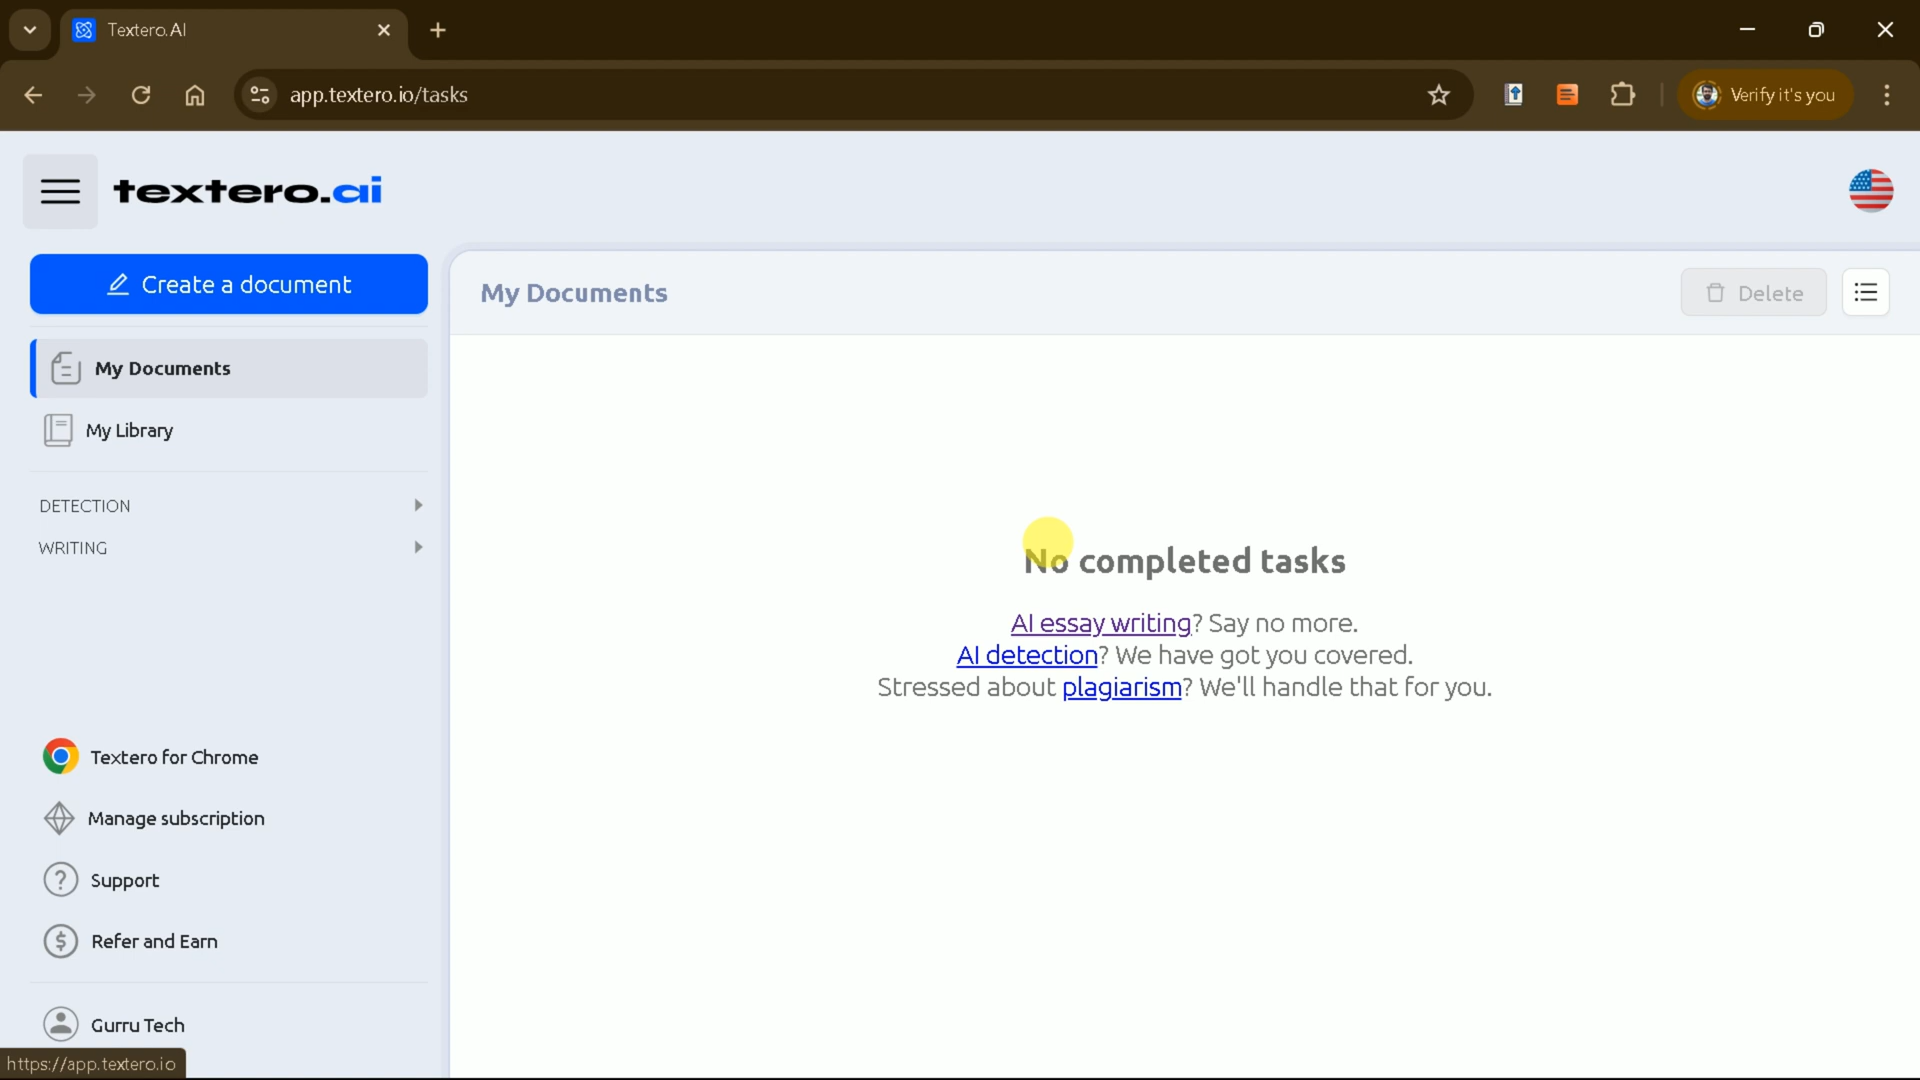 Textero.AI
app.textero.io/tasks
Verify it's you
textero.ai
Create a document
My Documents
Delete
My Documents
My Library
DETECTION
WRITING
No completed tasks
AI essay writing? Say no more.
AI detection? We have got you covered.
Stressed about plagiarism? We'll handle that for you.
Textero for Chrome
Manage subscription
Support
Refer and Earn
Gurru Tech
https://app.textero.io